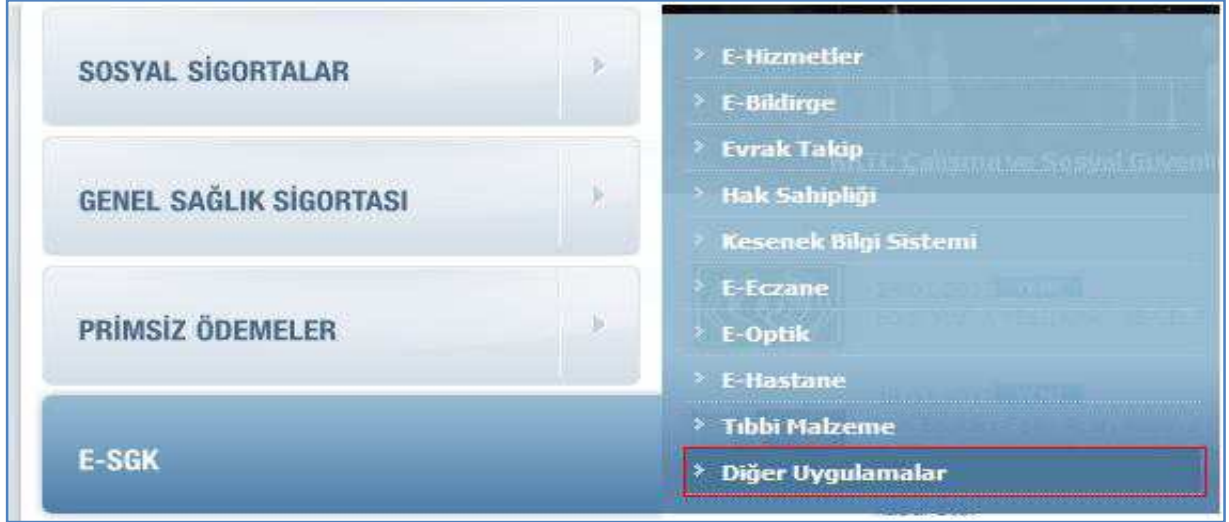 SOSYAL SİGORTALAR
GENEL SAĞLIK SİGORTASI
PRİMSİZ ÖDEMELER
E-SGK
E-Hizmetler
E-Bildirge
Evrak Takip
Hak Sahipliği
Kesenek Bilgi Sistemi
E-Eczane
E-Optik
E-Hastane
Tıbbi Malzeme
Diğer Uygulamalar